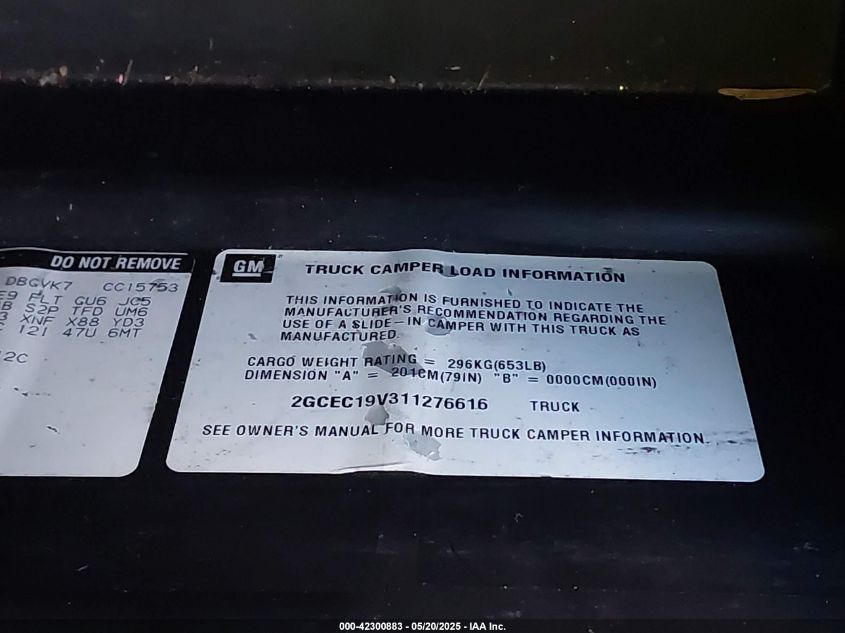 DO NOT REMOVE
DBGVK7 CC15753
E9 FLT GU6 JC5
B S2P TFD UM6
3 XNF X88 YD3
12I 47U 6MT
2C
GM
TRUCK CAMPER LOAD INFORMATION
THIS INFORMATION IS FURNISHED TO INDICATE THE
MANUFACTURER'S RECOMMENDATION REGARDING THE
USE OF A SLIDE-IN CAMPER WITH THIS TRUCK AS
MANUFACTURED.
CARGO WEIGHT RATING = 296KG(653LB)
DIMENSION "A" = 201CM(79IN) "B" = 0000CM(000IN)
2GCEC19V311276616 TRUCK
SEE OWNER'S MANUAL FOR MORE TRUCK CAMPER INFORMATION.
000-42300883 - 05/20/2025 - IAA Inc.